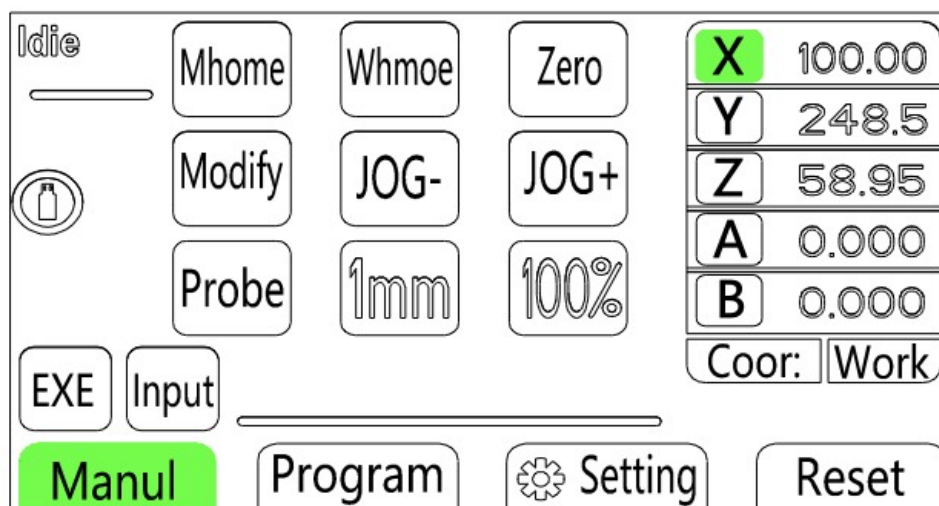 Idie
Mhome Whmoe Zero
X 100.00
Y 248.5
Modify JOG- JOG+
Z 58.95
A 0.000
Probe 1mm 100%
B 0.000
Coor: Work
EXE Input
Manul Program Setting Reset